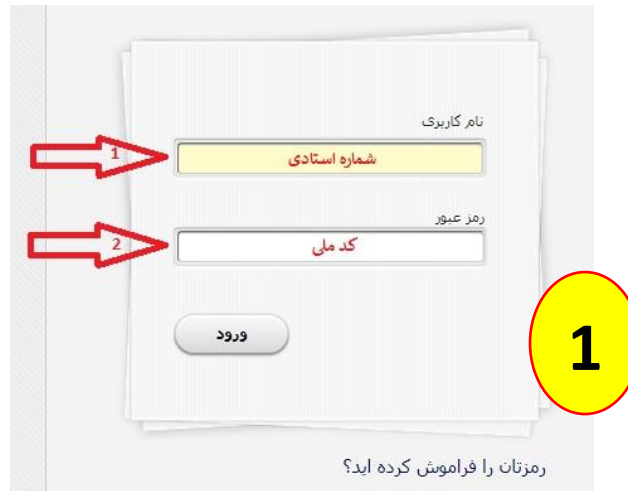 نام کاربری
1
شماره استادی
رمز عبور
2
کد ملی
ورود
1
رمزتان را فراموش کرده اید؟